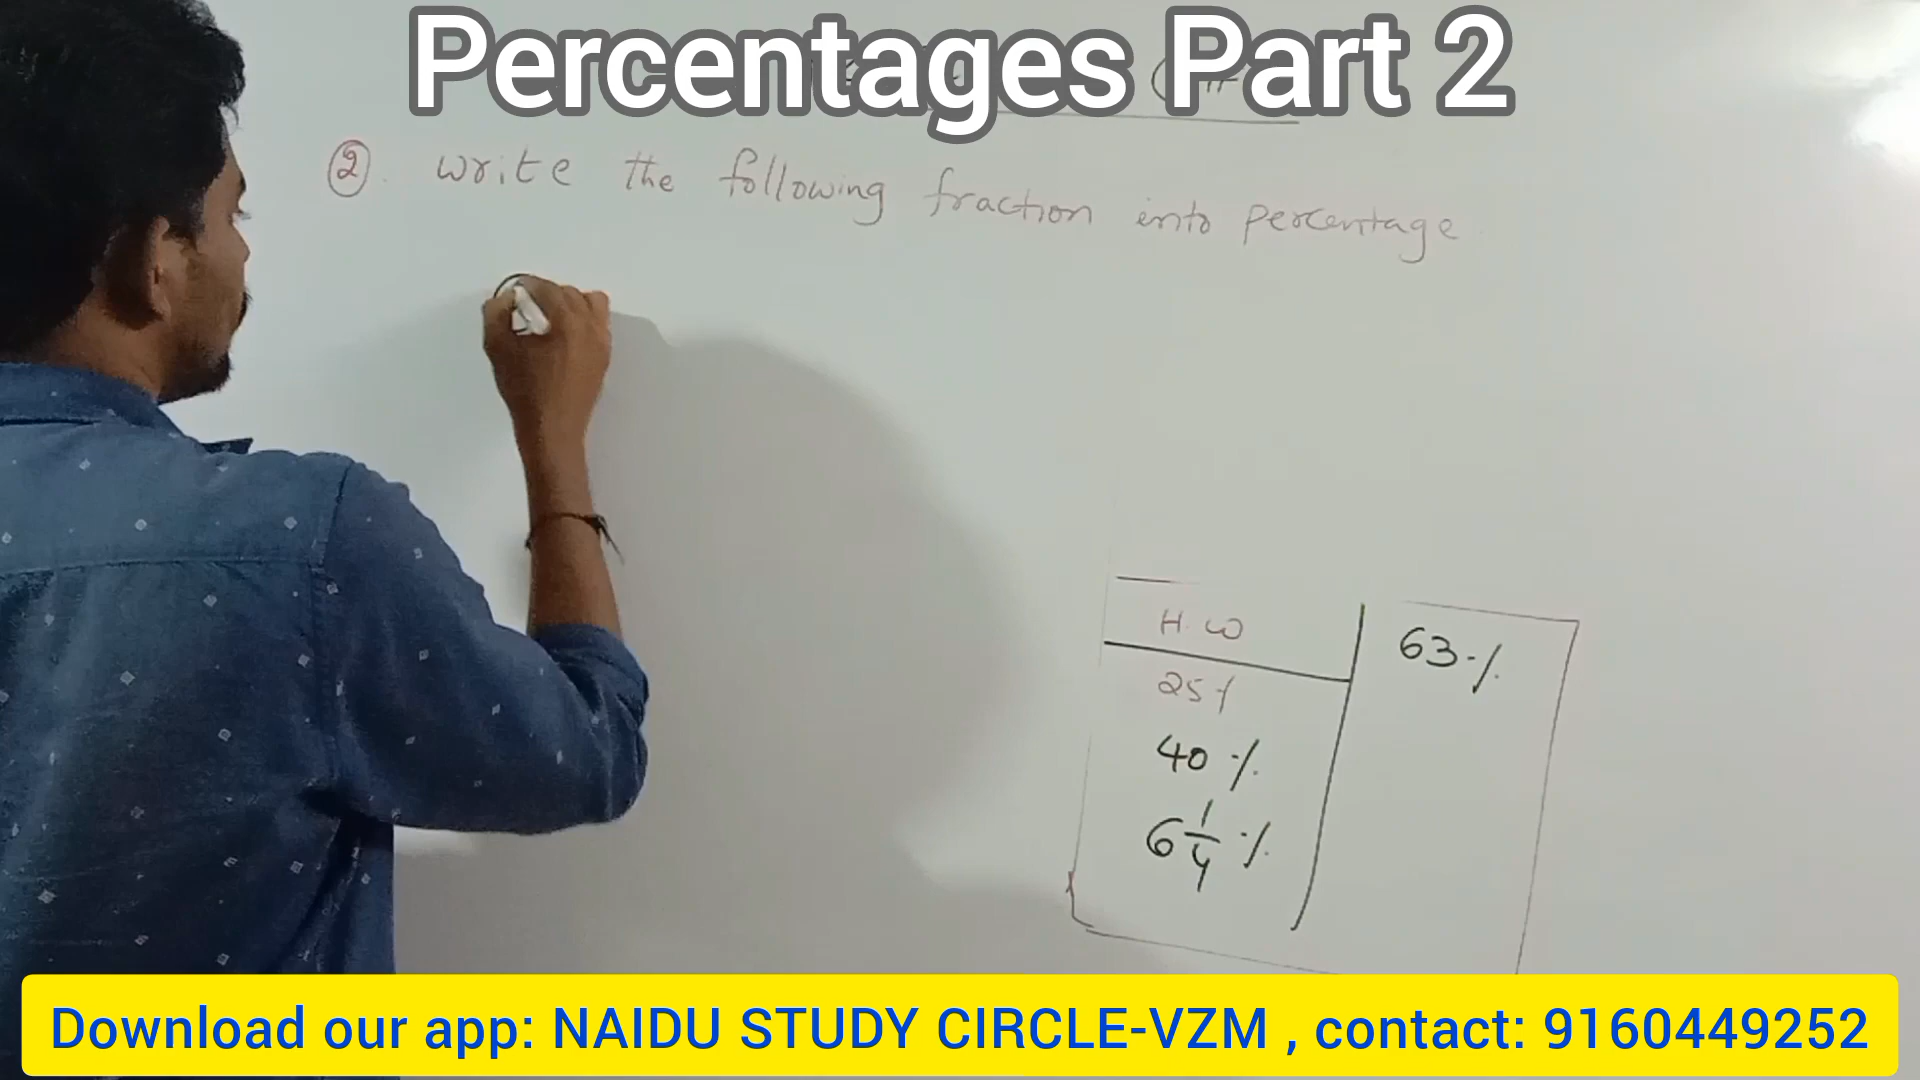 Percentages Part 2
② Write the following fraction into percentage
H.W
25%
40 %
6 1/4 %
63%
Download our app: NAIDU STUDY CIRCLE-VZM , contact: 9160449252